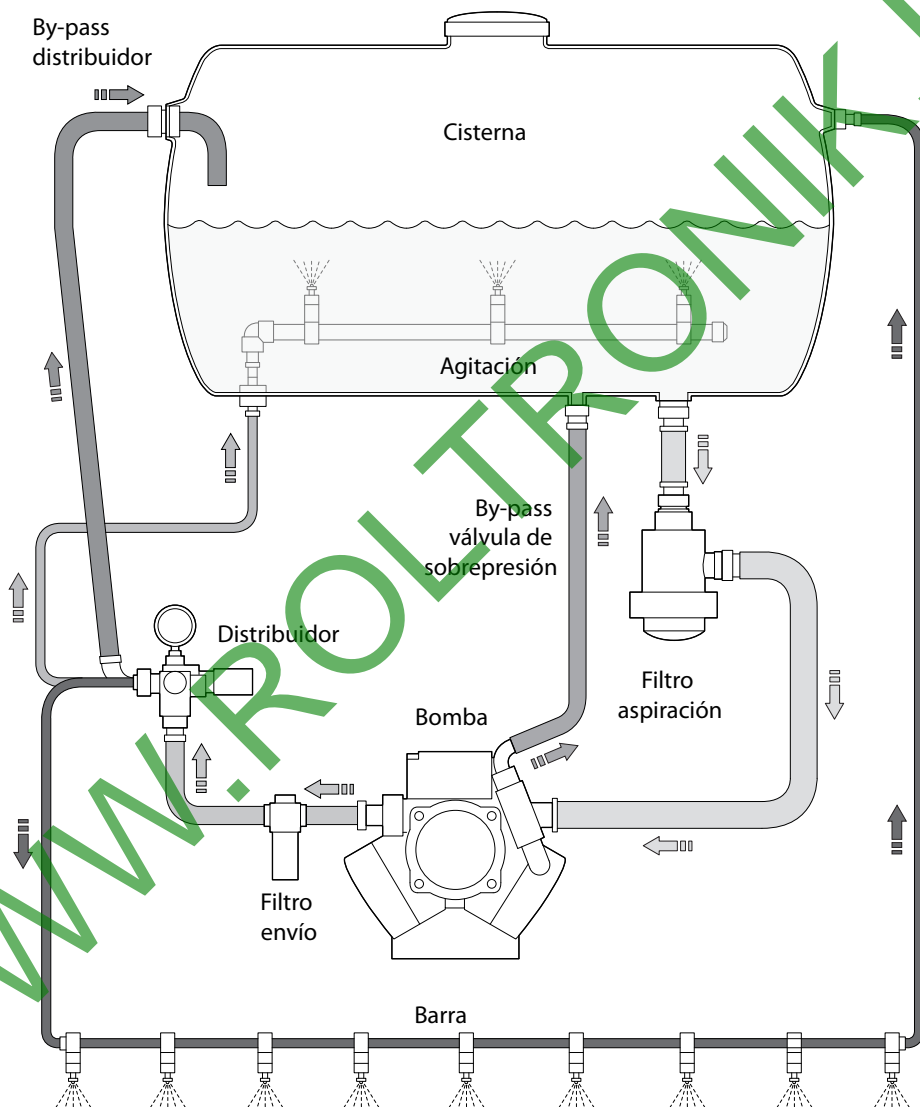 By-pass
distribuidor
Cisterna
Agitación
By-pass
válvula de
sobrepresión
Distribuidor
Filtro
aspiración
Bomba
Filtro
envío
Barra
WWW.ROLTRONIK